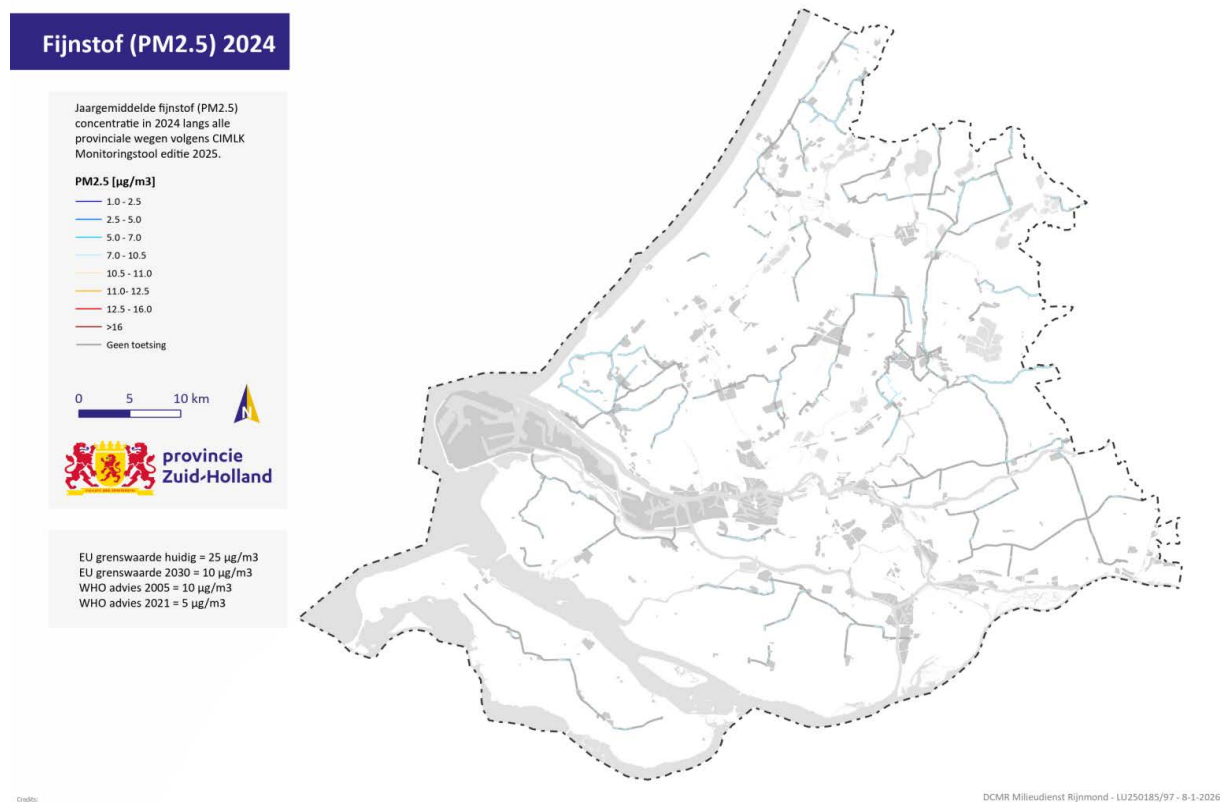 Fijnstof (PM2.5) 2024
Jaargemiddelde fijnstof (PM2.5)
concentratie in 2024 langs alle
provinciale wegen volgens CIMLK
Monitoringstool editie 2025.
PM2.5 [µg/m3]
1.0 - 2.5
2.5 - 5.0
5.0 - 7.0
7.0 - 10.5
10.5 - 11.0
11.0- 12.5
12.5 - 16.0
>16
Geen toetsing
0 5 10 km
N
provincie
Zuid-Holland
EU grenswaarde huidig = 25 µg/m3
EU grenswaarde 2030 = 10 µg/m3
WHO advies 2005 = 10 µg/m3
WHO advies 2021 = 5 µg/m3
Credits:
DCMR Milieudienst Rijnmond - LU250185/97 - 8-1-2026